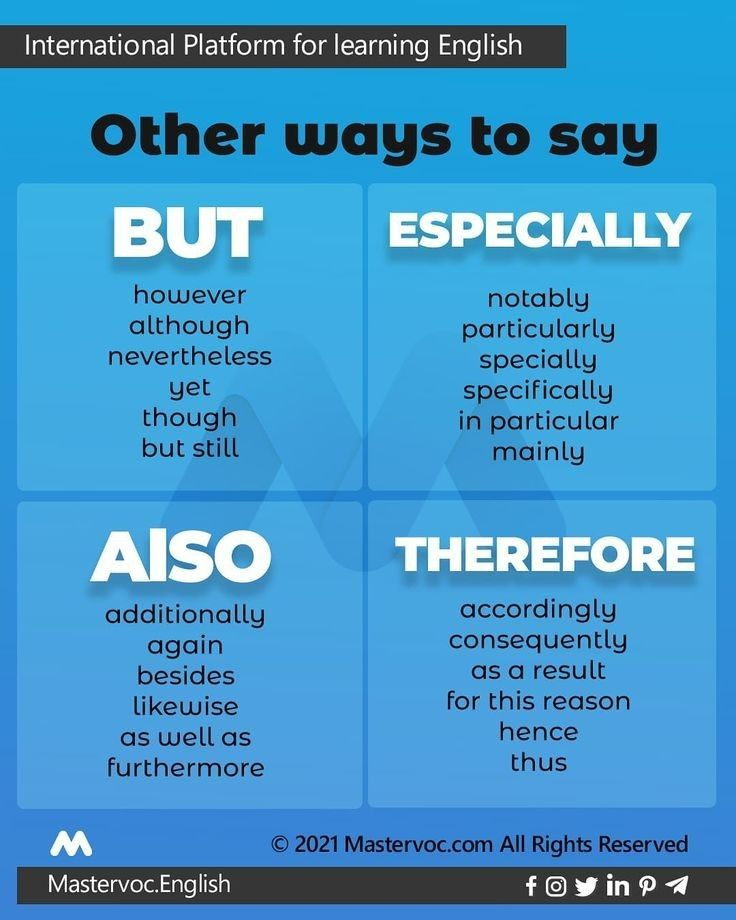 International Platform for learning English
Other ways to say
BUT
however
although
nevertheless
yet
though
but still
ESPECIALLY
notably
particularly
specially
specifically
in particular
mainly
AlSO
additionally
again
besides
likewise
as well as
furthermore
THEREFORE
accordingly
consequently
as a result
for this reason
hence
thus
© 2021 Mastervoc.com All Rights Reserved
Mastervoc.English